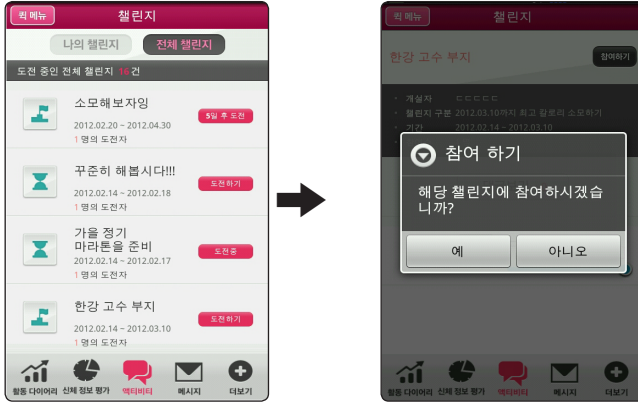 퀵 메뉴
챌린지
나의 챌린지
전체 챌린지
도전 중인 전체 챌린지 16 건
소모해보자잉
2012.02.20 ~ 2012.04.30
5일 후 도전
1 명의 도전자
꾸준히 해봅시다!!!
2012.02.14 ~ 2012.02.18
도전하기
1 명의 도전자
가을 정기
마라톤을 준비
2012.02.14 ~ 2012.02.17
도전중
1 명의 도전자
한강 고수 부지
2012.02.14 ~ 2012.03.10
도전하기
1 명의 도전자
활동 다이어리
신체 정보 평가
액티비티
메시지
더보기
퀵 메뉴
챌린지
한강 고수 부지
참여하기
· 개설자 ㄷㄷㄷㄷㄷ
· 챌린지 구분 2012.03.10까지 최고 칼로리 소모하기
· 기간 2012.02.14 ~ 2012.03.10
참여 하기
해당 챌린지에 참여하시겠습
니까?
예
아니오
활동 다이어리
신체 정보 평가
액티비티
메시지
더보기